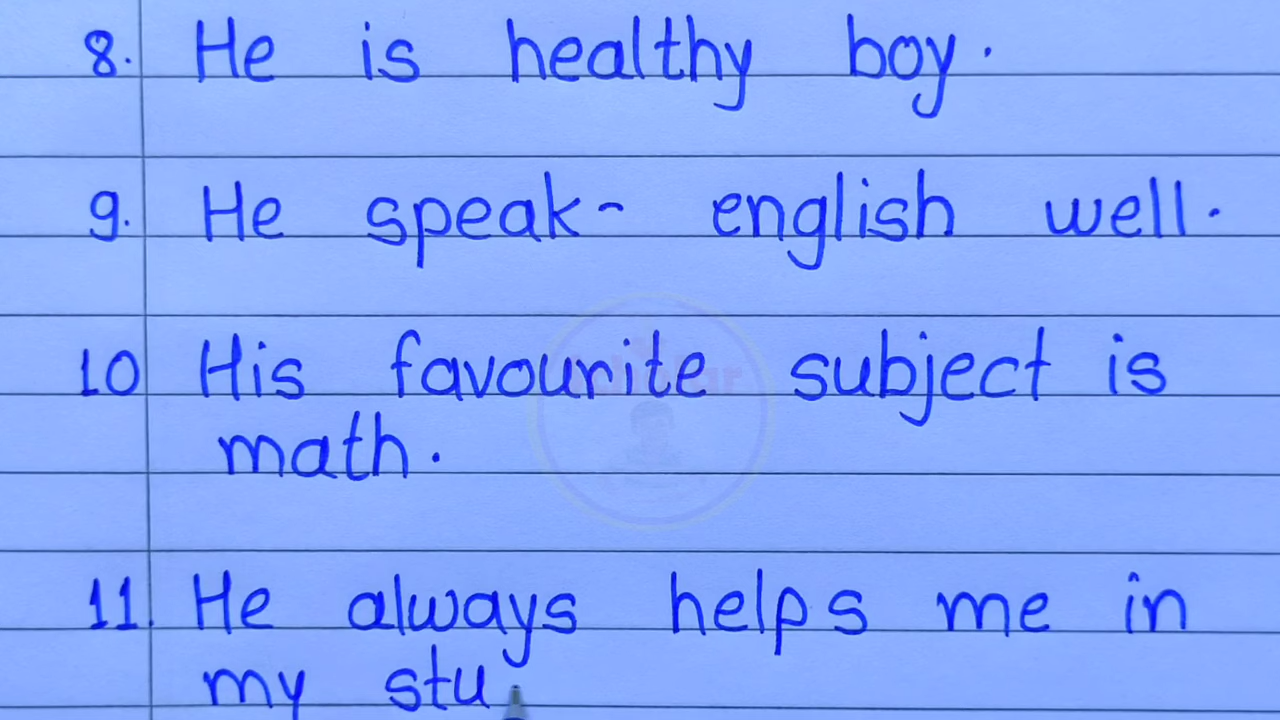 8. He is healthy boy.
9. He speak- english well.
10 His favourite subject is
math.
11. He always helps me in
my stu